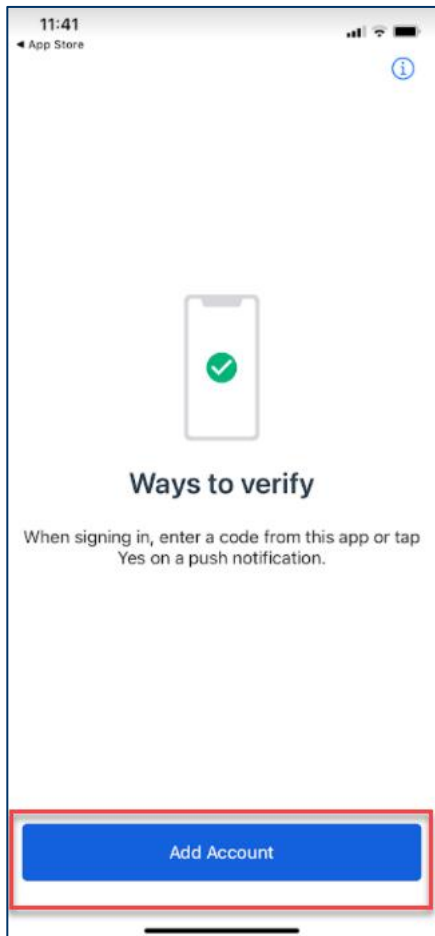 11:41
◀ App Store
Ways to verify
When signing in, enter a code from this app or tap
Yes on a push notification.
Add Account